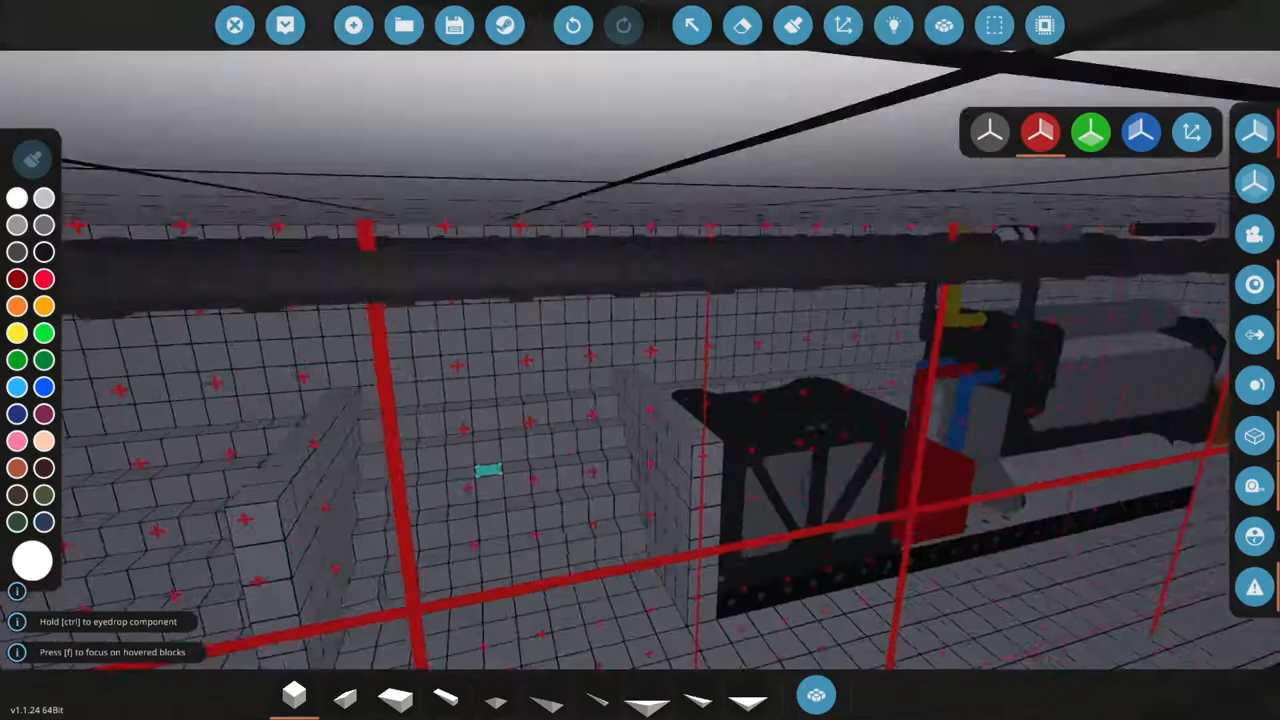 Hold [ctrl] to eyedrop component
Press [f] to focus on hovered blocks
v1.1.24 64Bit